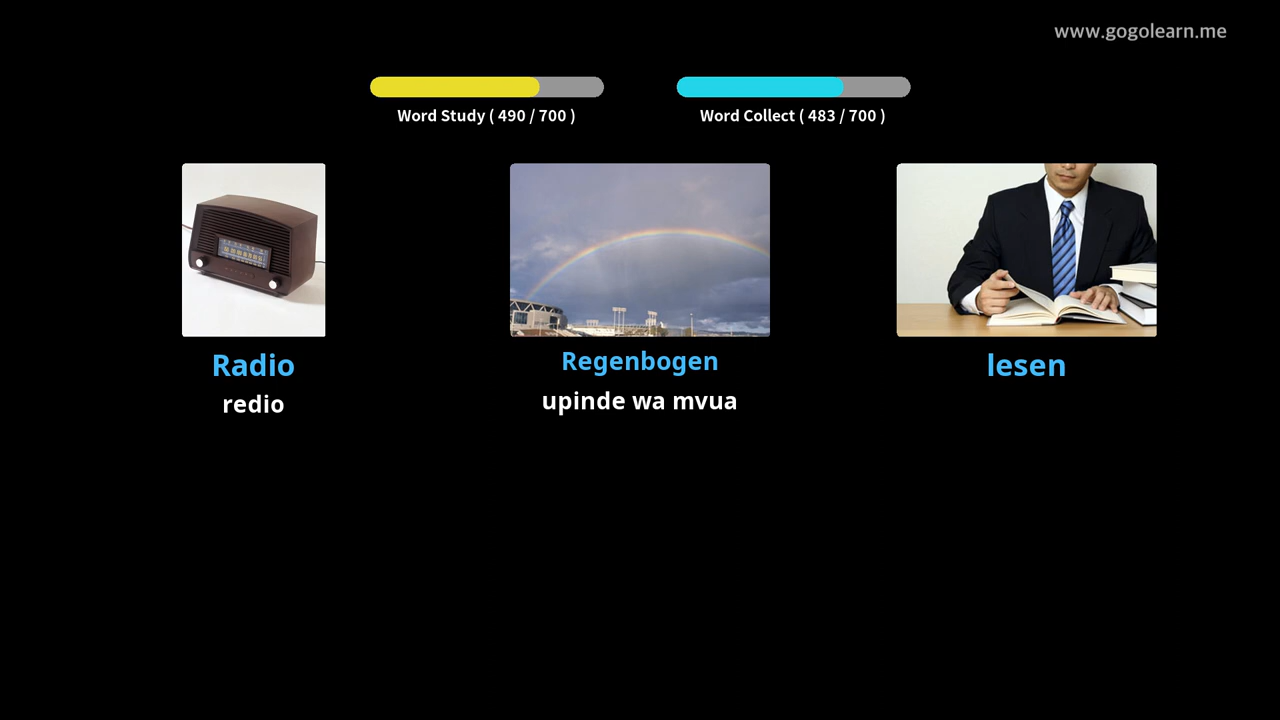 www.gogolearn.me
Word Study ( 490 / 700 )
Word Collect ( 483 / 700 )
Radio
redio
Regenbogen
upinde wa mvua
lesen